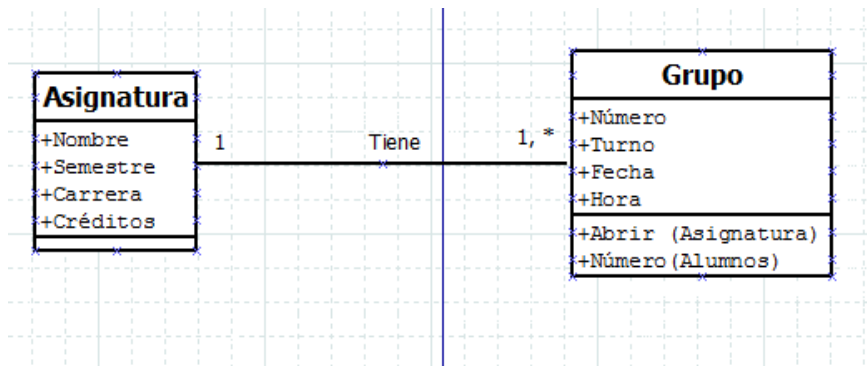 Asignatura
+Nombre
+Semestre
+Carrera
+Créditos
1
Tiene
1, *
Grupo
+Número
+Turno
+Fecha
+Hora
+Abrir (Asignatura)
+Número(Alumnos)